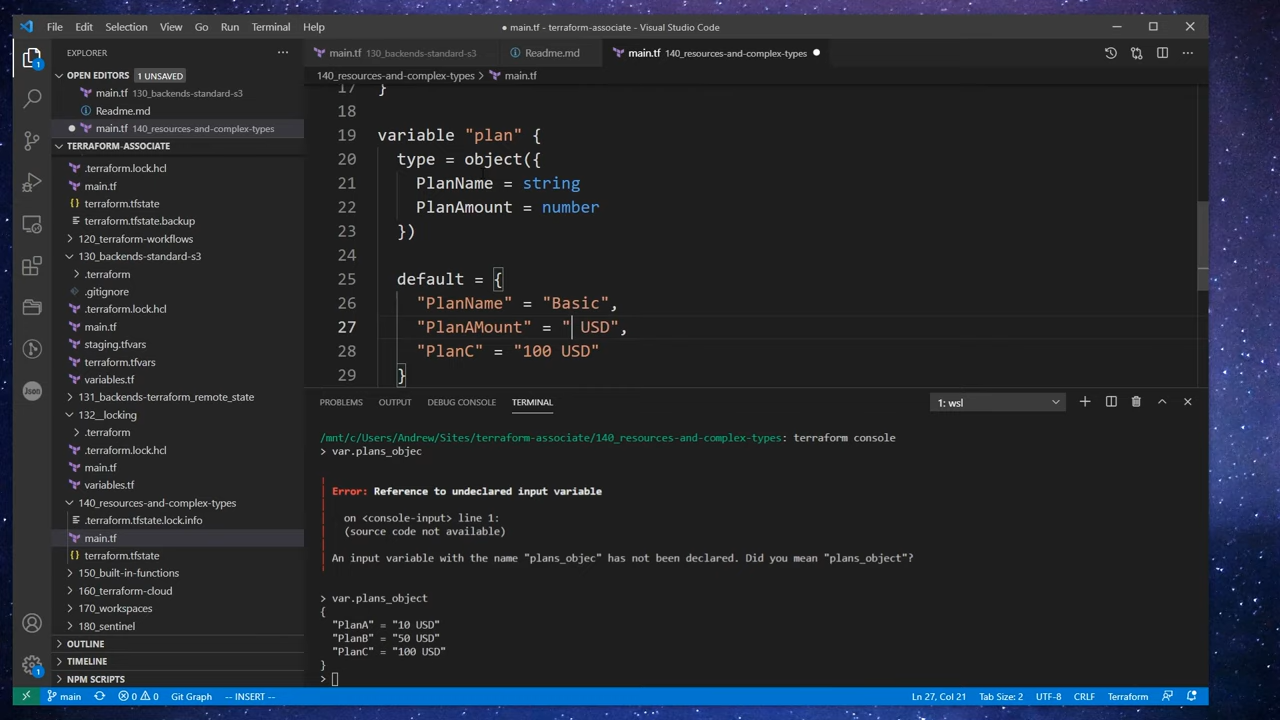 File Edit Selection View Go Run Terminal Help
main.tf - terraform-associate - Visual Studio Code
EXPLORER
main.tf 130_backends-standard-s3
Readme.md
main.tf 140_resources-and-complex-types
OPEN EDITORS 1 UNSAVED
main.tf 130_backends-standard-s3
Readme.md
main.tf 140_resources-and-complex-types
TERRAFORM-ASSOCIATE
.terraform.lock.hcl
main.tf
terraform.tfstate
terraform.tfstate.backup
120_terraform-workflows
130_backends-standard-s3
.terraform
.gitignore
.terraform.lock.hcl
main.tf
staging.tfvars
terraform.tfvars
variables.tf
131_backends-terraform_remote_state
132__locking
.terraform
.terraform.lock.hcl
main.tf
variables.tf
140_resources-and-complex-types
.terraform.tfstate.lock.info
main.tf
terraform.tfstate
150_built-in-functions
160_terraform-cloud
170_workspaces
180_sentinel
OUTLINE
TIMELINE
NPM SCRIPTS
Json
1
1
140_resources-and-complex-types > main.tf
17 }
18
19 variable "plan" {
20 type = object({
21 PlanName = string
22 PlanAmount = number
23 })
24
25 default = {
26 "PlanName" = "Basic",
27 "PlanAMount" = " USD",
28 "PlanC" = "100 USD"
29 }
PROBLEMS OUTPUT DEBUG CONSOLE TERMINAL
1: wsl
/mnt/c/Users/Andrew/Sites/terraform-associate/140_resources-and-complex-types: terraform console
> var.plans_objec
Error: Reference to undeclared input variable
on <console-input> line 1:
(source code not available)
An input variable with the name "plans_objec" has not been declared. Did you mean "plans_object"?
> var.plans_object
{
"PlanA" = "10 USD"
"PlanB" = "50 USD"
"PlanC" = "100 USD"
}
>
main 0 0 Git Graph -- INSERT --
Ln 27, Col 21 Tab Size: 2 UTF-8 CRLF Terraform